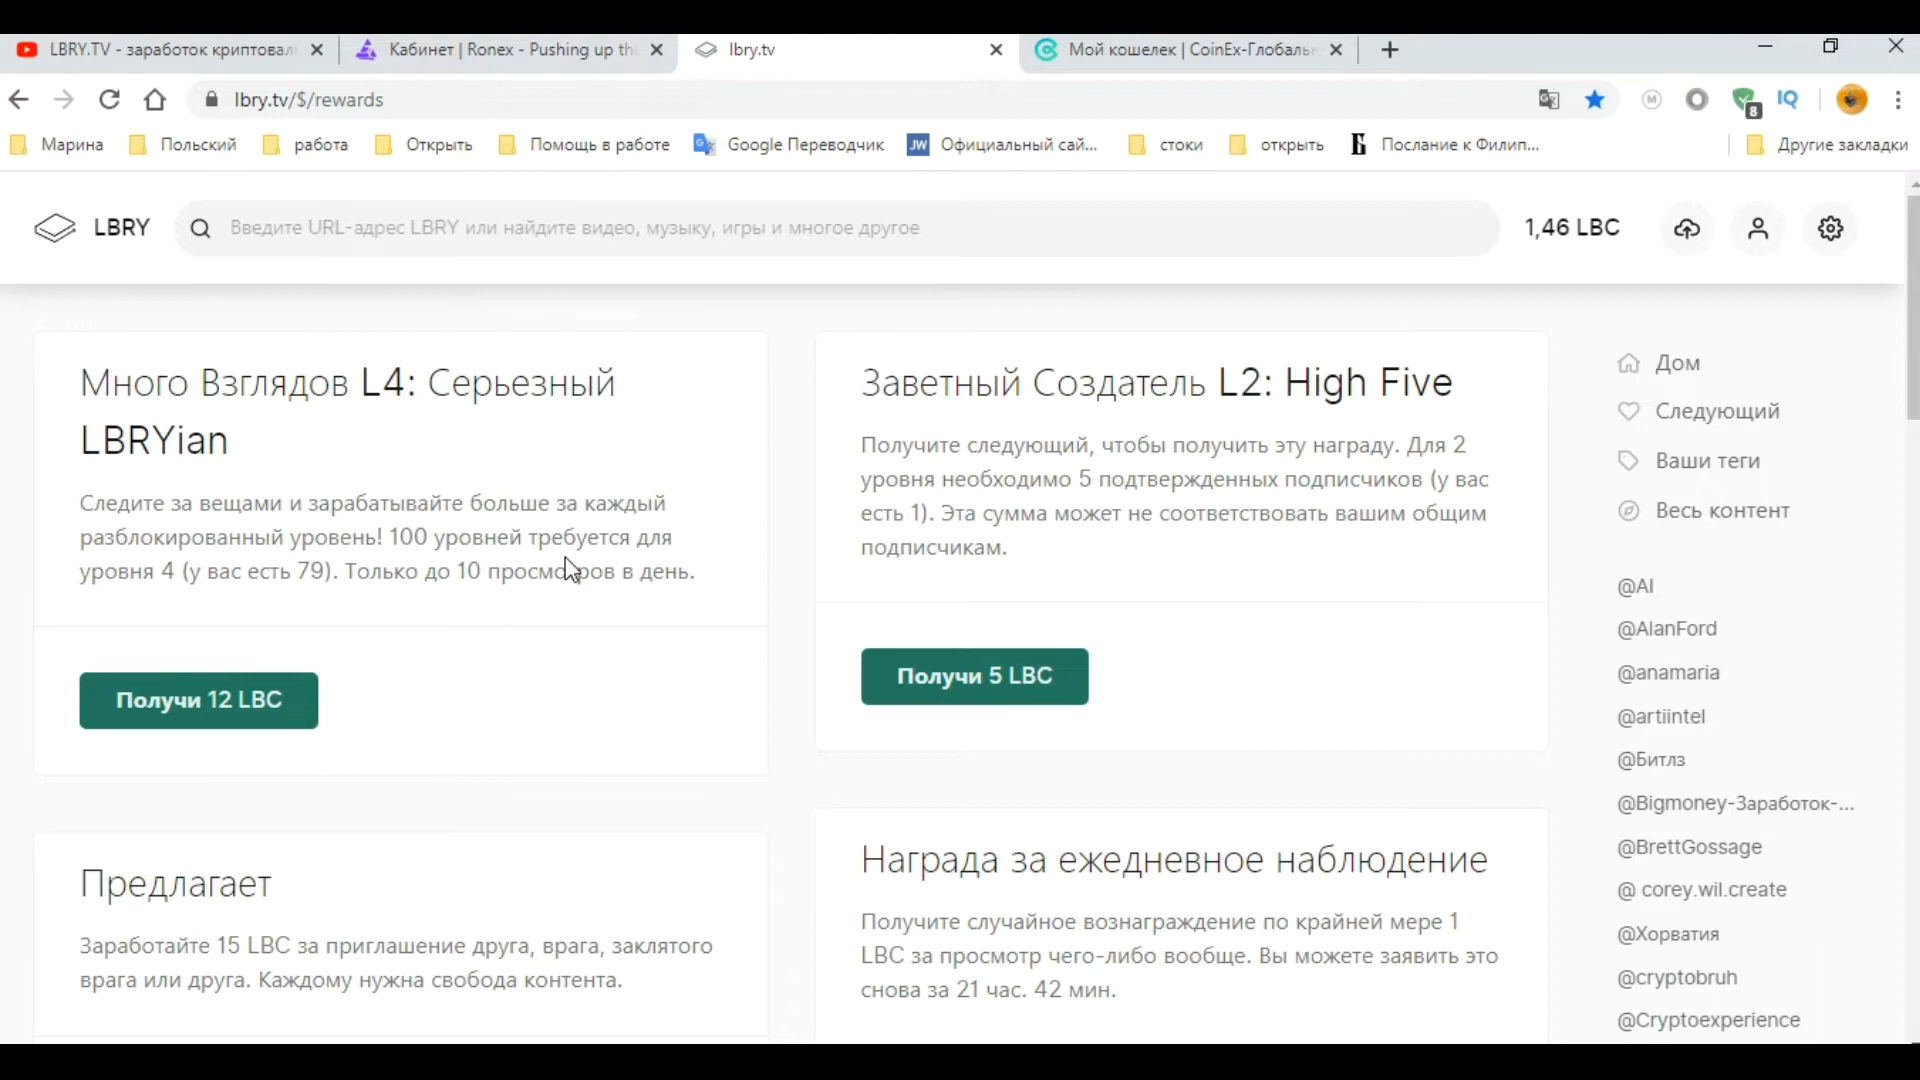 LBRY.TV - заработок криптовал
Кабинет | Ronex - Pushing up th
lbry.tv
Мой кошелек | CoinEx-Глобаль
lbry.tv/$/rewards
8
IQ
Марина
Польский
работа
Открыть
Помощь в работе
Google Переводчик
JW
Официальный сай...
стоки
открыть
Послание к Филип...
Другие закладки
LBRY
Введите URL-адрес LBRY или найдите видео, музыку, игры и многое другое
1,46 LBC
Много Взглядов L4: Серьезный
LBRYian
Следите за вещами и зарабатывайте больше за каждый
разблокированный уровень! 100 уровней требуется для
уровня 4 (у вас есть 79). Только до 10 просмотров в день.
Получи 12 LBC
Предлагает
Заработайте 15 LBC за приглашение друга, врага, заклятого
врага или друга. Каждому нужна свобода контента.
Заветный Создатель L2: High Five
Получите следующий, чтобы получить эту награду. Для 2
уровня необходимо 5 подтвержденных подписчиков (у вас
есть 1). Эта сумма может не соответствовать вашим общим
подписчикам.
Получи 5 LBC
Награда за ежедневное наблюдение
Получите случайное вознаграждение по крайней мере 1
LBC за просмотр чего-либо вообще. Вы можете заявить это
снова за 21 час. 42 мин.
Дом
Следующий
Ваши теги
Весь контент
@AI
@AlanFord
@anamaria
@artiintel
@Битлз
@Bigmoney-Заработок-...
@BrettGossage
@ corey.wil.create
@Хорватия
@cryptobruh
@Cryptoexperience